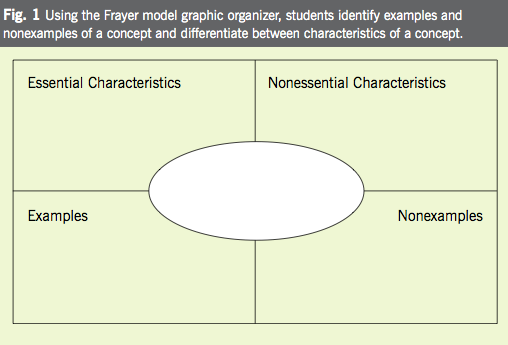 Fig. 1 Using the Frayer model graphic organizer, students identify examples and
nonexamples of a concept and differentiate between characteristics of a concept.
Essential Characteristics
Nonessential Characteristics
Examples
Nonexamples